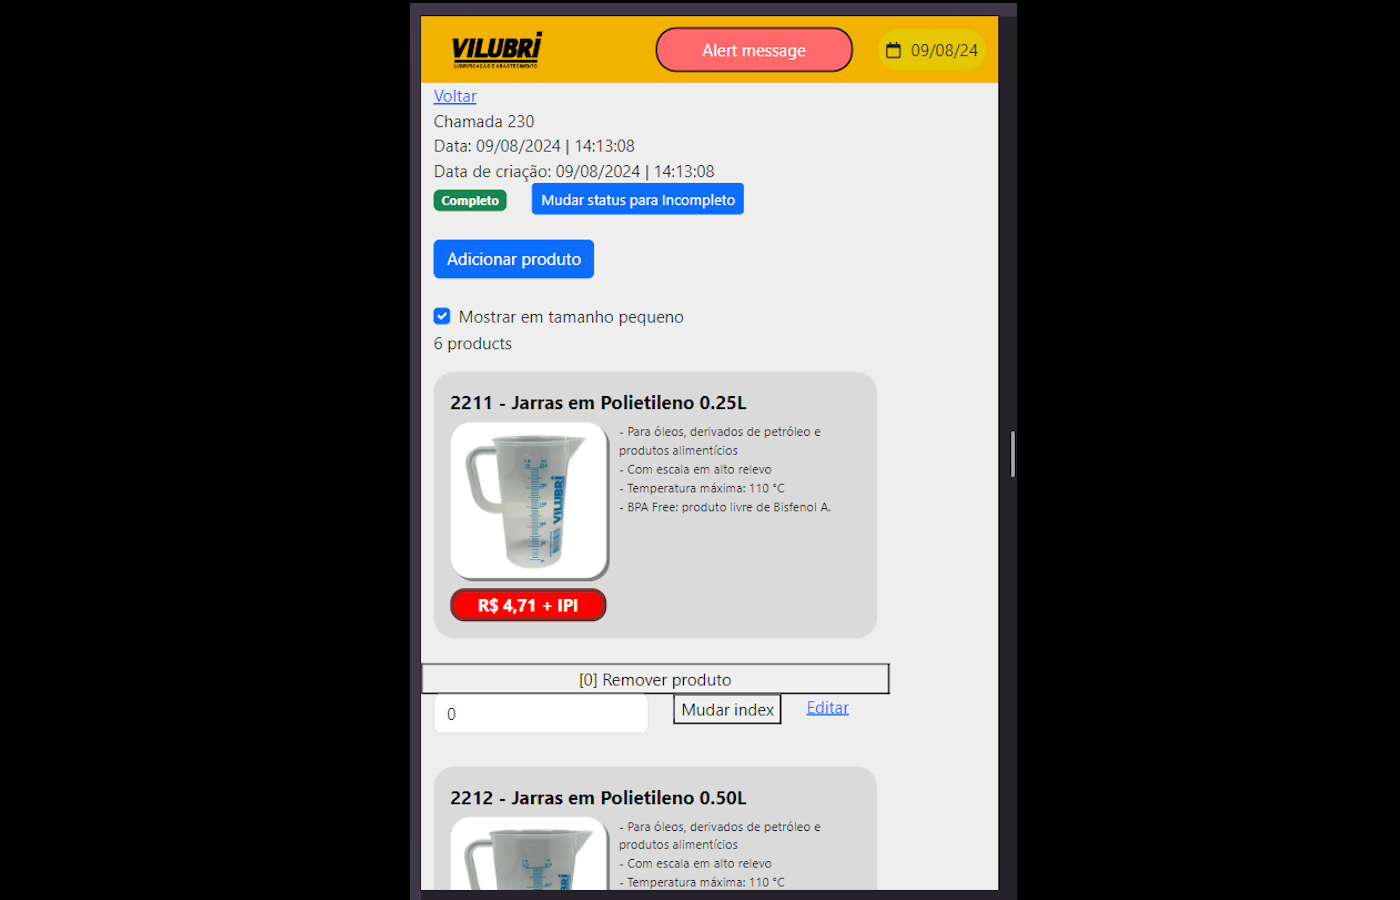 VILUBRI
LUBRIFICAÇÃO E ABASTECIMENTO
Alert message
09/08/24
Voltar
Chamada 230
Data: 09/08/2024 | 14:13:08
Data de criação: 09/08/2024 | 14:13:08
Completo
Mudar status para Incompleto
Adicionar produto
Mostrar em tamanho pequeno
6 products
2211 - Jarras em Polietileno 0.25L
- Para óleos, derivados de petróleo e
produtos alimentícios
- Com escala em alto relevo
- Temperatura máxima: 110 °C
- BPA Free: produto livre de Bisfenol A.
VILUBRI
R$ 4,71 + IPI
[0] Remover produto
0
Mudar index
Editar
2212 - Jarras em Polietileno 0.50L
- Para óleos, derivados de petróleo e
produtos alimentícios
- Com escala em alto relevo
- Temperatura máxima: 110 °C